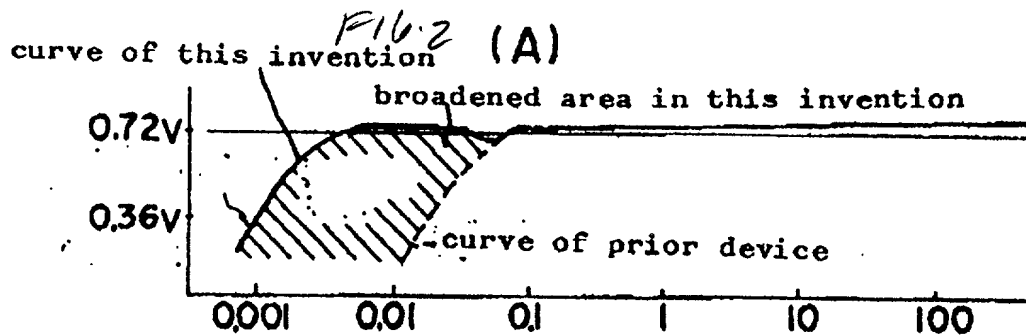 FIG.2 (A)
curve of this invention
broadened area in this invention
0.72V
0.36V
curve of prior device
0.001 0.01 0.1 1 10 100